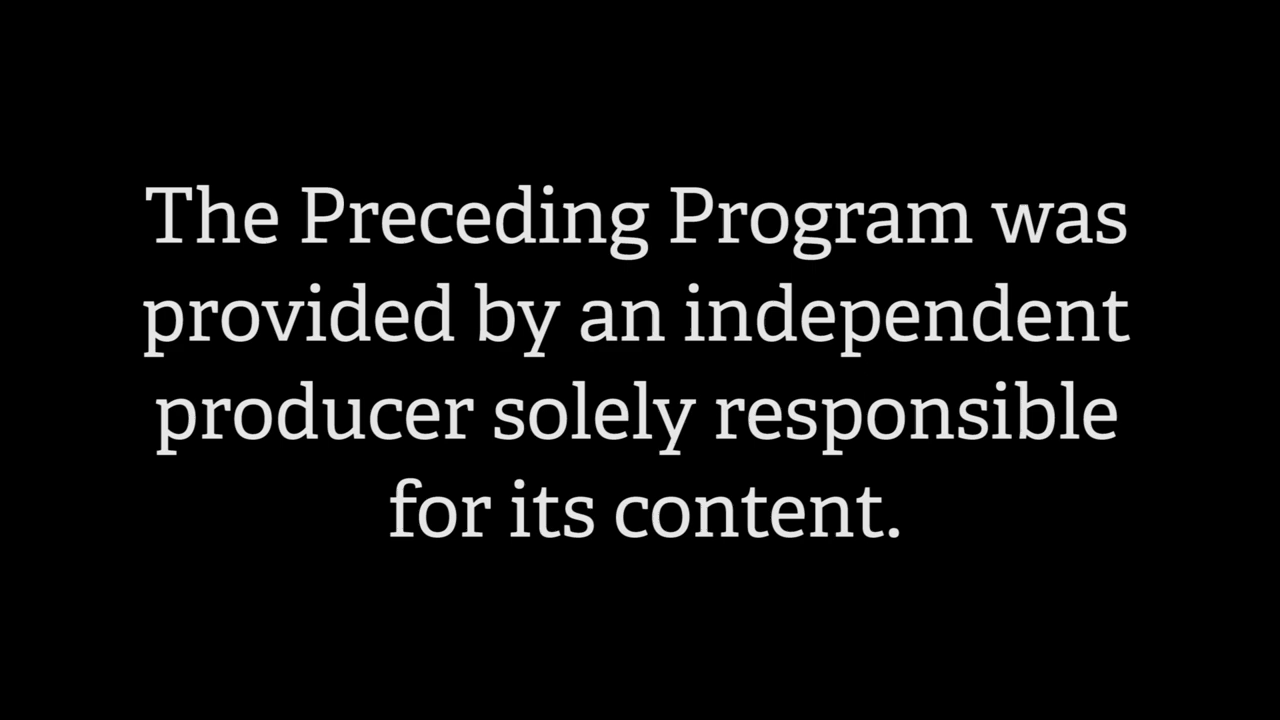 The Preceding Program was
provided by an independent
producer solely responsible
for its content.